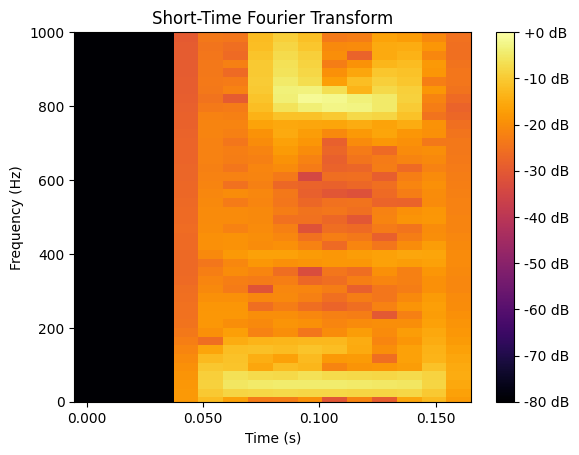 Short-Time Fourier Transform
Frequency (Hz)
1000
800
600
400
200
0
0.000
0.050
0.100
0.150
Time (s)
+0 dB
-10 dB
-20 dB
-30 dB
-40 dB
-50 dB
-60 dB
-70 dB
-80 dB